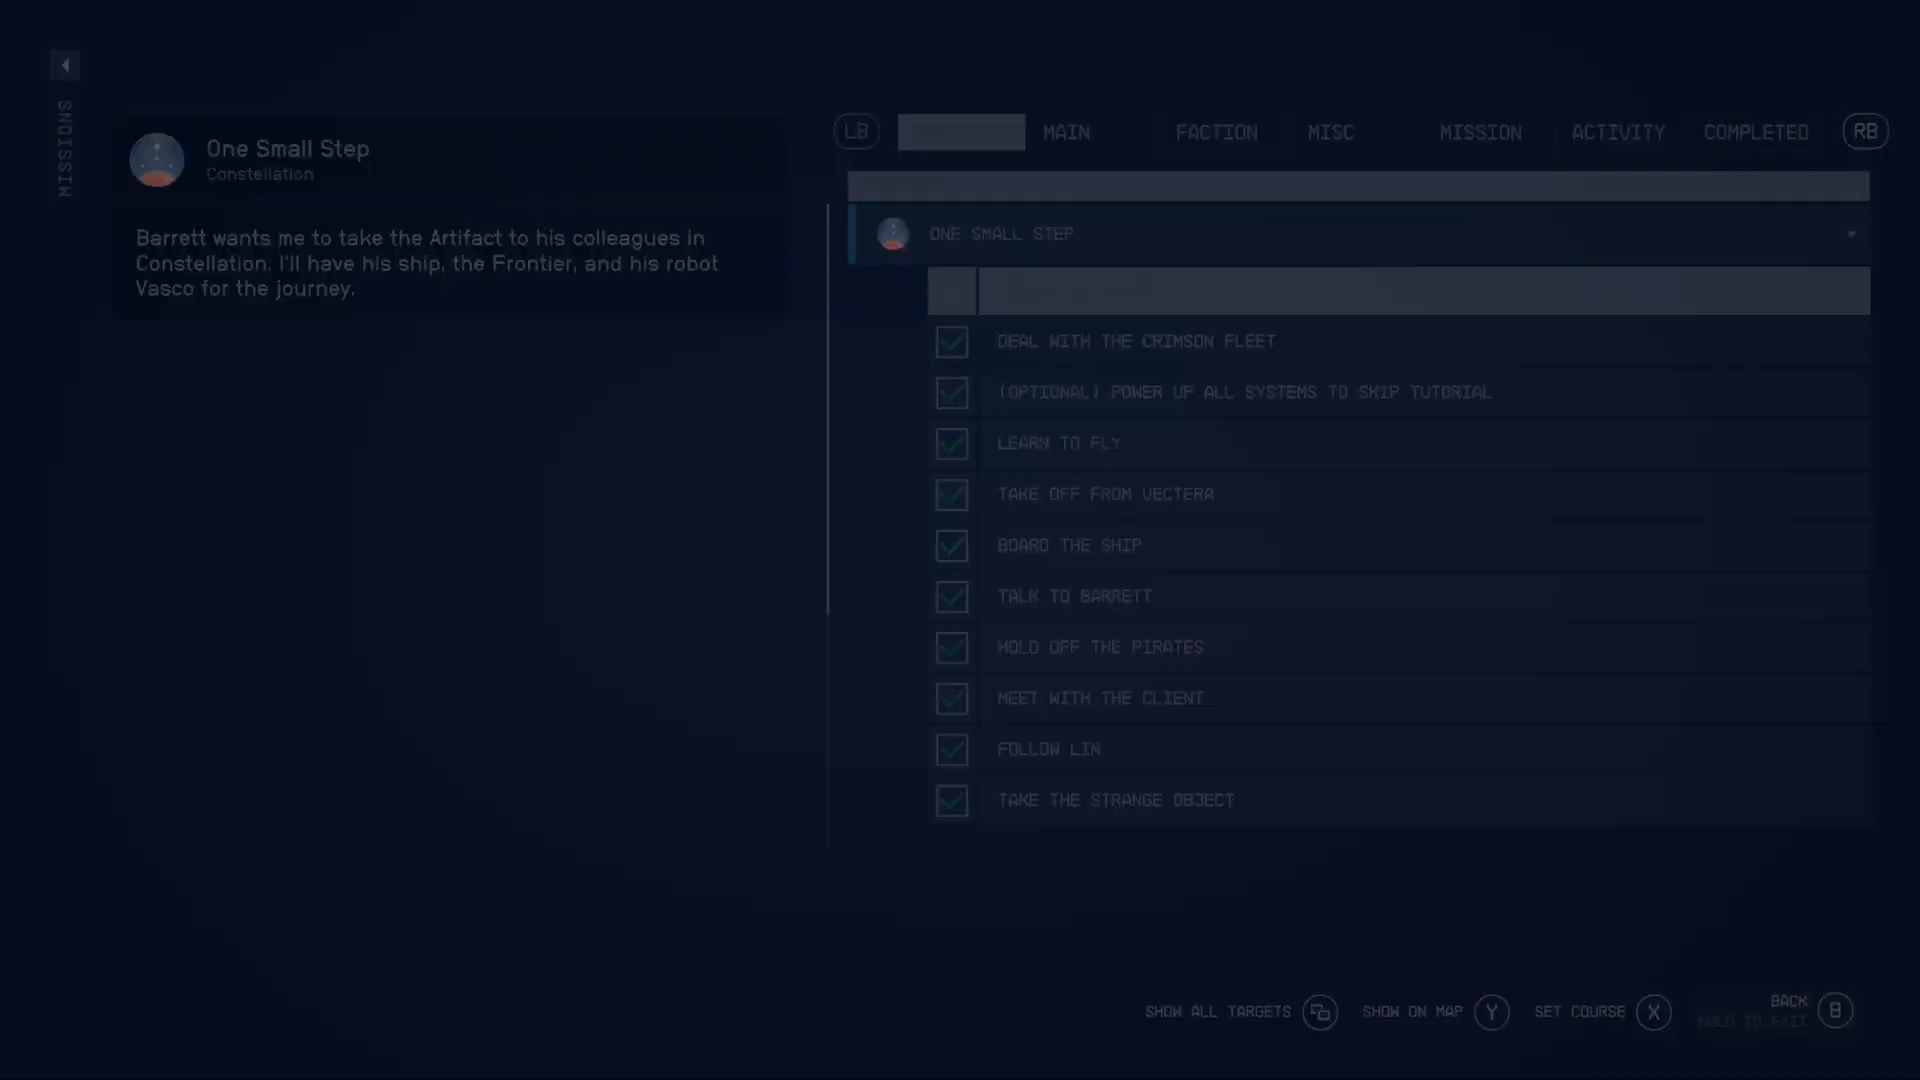 MISSIONS
One Small Step
Constellation
Barrett wants me to take the Artifact to his colleagues in
Constellation. I'll have his ship, the Frontier, and his robot
Vasco for the journey.
LB
MAIN
FACTION
MISC
MISSION
ACTIVITY
COMPLETED
RB
ONE SMALL STEP
DEAL WITH THE CRIMSON FLEET
(OPTIONAL) POWER UP ALL SYSTEMS TO SKIP TUTORIAL
LEARN TO FLY
TAKE OFF FROM VECTERA
BOARD THE SHIP
TALK TO BARRETT
HOLD OFF THE PIRATES
MEET WITH THE CLIENT
FOLLOW LIN
TAKE THE STRANGE OBJECT
SHOW ALL TARGETS
SHOW ON MAP Y
SET COURSE X
BACK B
HOLD TO EXIT